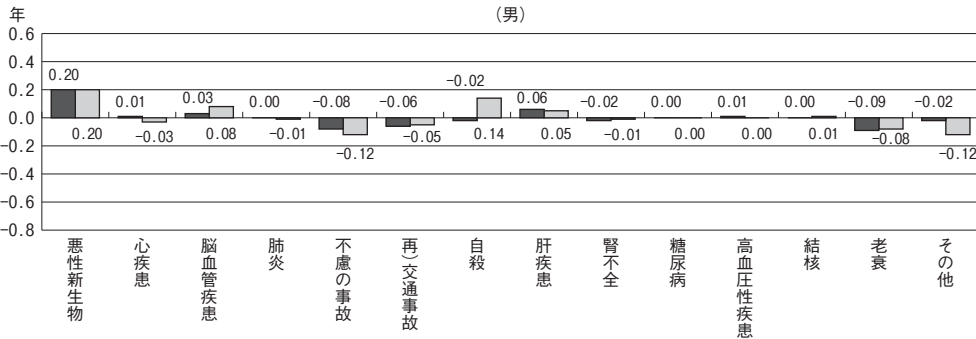 年
(男)
0.6
0.4
0.2
0.0
−0.2
−0.4
−0.6
−0.8
0.20 0.01 0.03 0.00 −0.08 −0.06 −0.02 0.06 −0.02 0.00 0.01 0.00 −0.09 −0.02
0.20 −0.03 0.08 −0.01 −0.12 −0.05 0.14 0.05 −0.01 0.00 0.00 0.01 −0.08 −0.12
悪性新生物
心疾患
脳血管疾患
肺炎
不慮の事故
再)交通事故
自殺
肝疾患
腎不全
糖尿病
高血圧性疾患
結核
老衰
その他